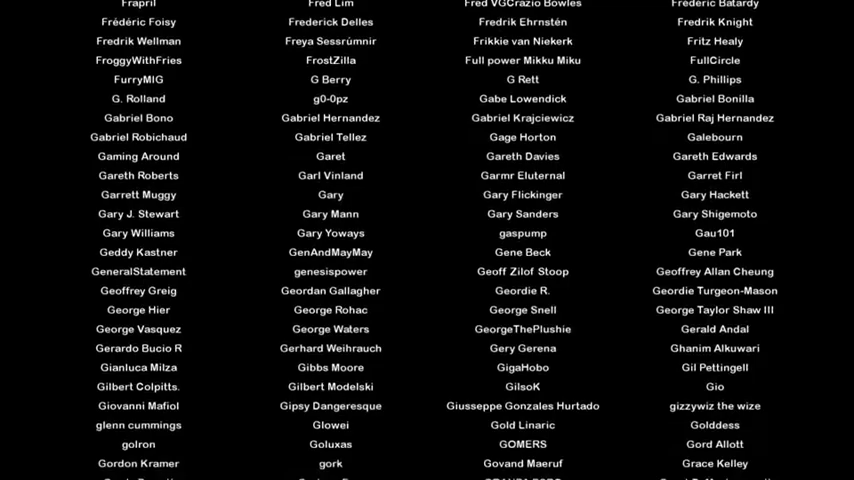 Frapril Fred Lim Fred VGCrazio Bowles Frederic Batardy
Frédéric Foisy Frederick Delles Fredrik Ehrnstén Fredrik Knight
Fredrik Wellman Freya Sessrúmnir Frikkie van Niekerk Fritz Healy
FroggyWithFries FrostZilla Full power Mikku Miku FullCircle
FurryMIG G Berry G Rett G. Phillips
G. Rolland g0-0pz Gabe Lowendick Gabriel Bonilla
Gabriel Bono Gabriel Hernandez Gabriel Krajciewicz Gabriel Raj Hernandez
Gabriel Robichaud Gabriel Tellez Gage Horton Galebourn
Gaming Around Garet Gareth Davies Gareth Edwards
Gareth Roberts Garl Vinland Garmr Eluternal Garret Firl
Garrett Muggy Gary Gary Flickinger Gary Hackett
Gary J. Stewart Gary Mann Gary Sanders Gary Shigemoto
Gary Williams Gary Yoways gaspump Gau101
Geddy Kastner GenAndMayMay Gene Beck Gene Park
GeneralStatement genesispower Geoff Zilof Stoop Geoffrey Allan Cheung
Geoffrey Greig Geordan Gallagher Geordie R. Geordie Turgeon-Mason
George Hier George Rohac George Snell George Taylor Shaw III
George Vasquez George Waters GeorgeThePlushie Gerald Andal
Gerardo Bucio R Gerhard Weihrauch Gery Gerena Ghanim Alkuwari
Gianluca Milza Gibbs Moore GigaHobo Gil Pettingell
Gilbert Colpitts. Gilbert Modelski GilsoK Gio
Giovanni Mafiol Gipsy Dangeresque Giusseppe Gonzales Hurtado gizzywiz the wize
glenn cummings Glowei Gold Linaric Golddess
golron Goluxas GOMERS Gord Allott
Gordon Kramer gork Govand Maeruf Grace Kelley